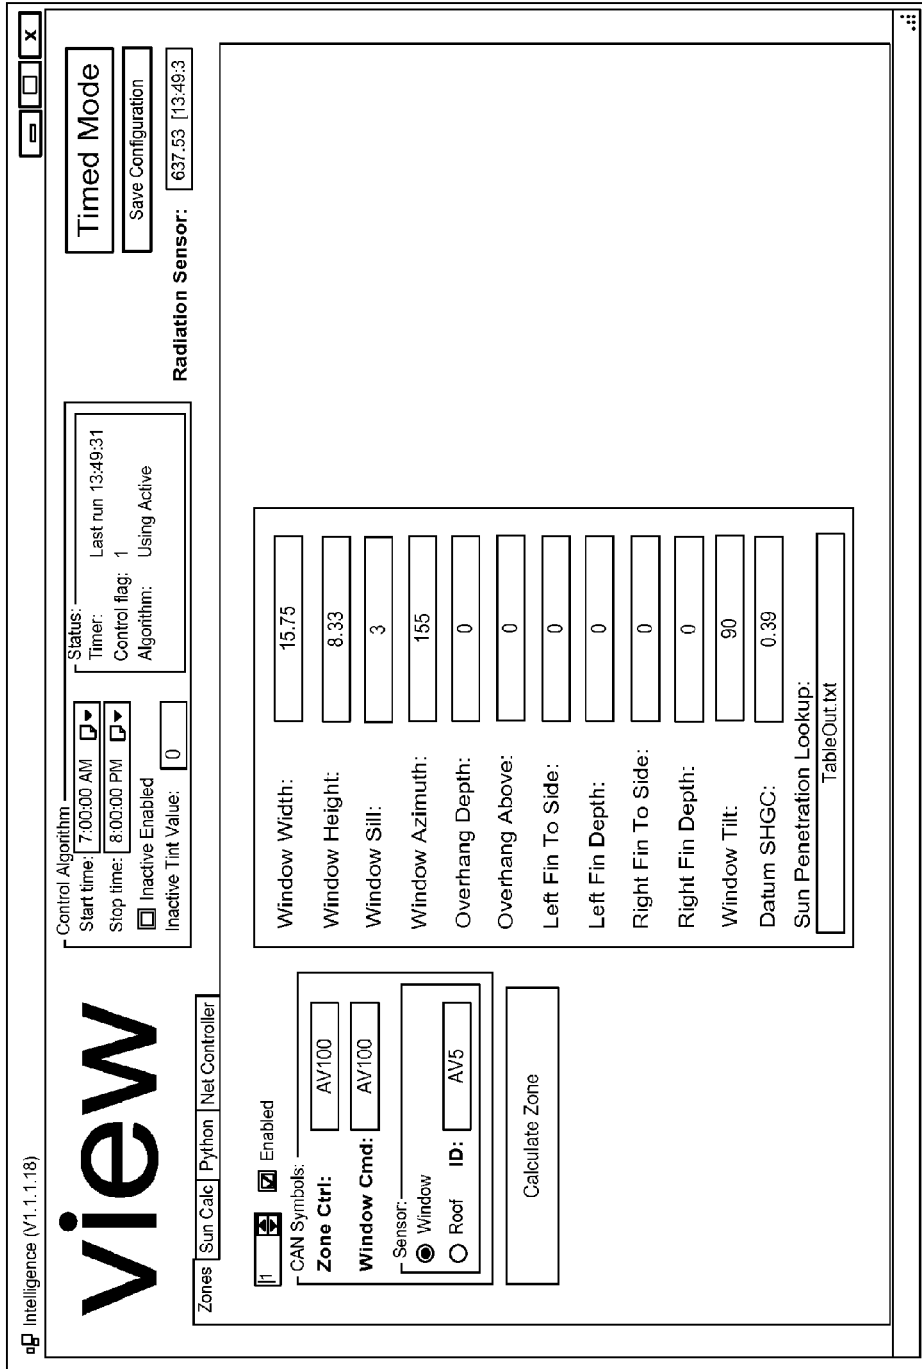 Intelligence (V1.1.1.18)
X
view
Control Algorithm
Start time: 7:00:00 AM
Stop time: 8:00:00 PM
Inactive Enabled
Inactive Tint Value: 0
Status:
Timer: Last run 13:49:31
Control flag: 1
Algorithm: Using Active
Timed Mode
Save Configuration
Radiation Sensor: 637.53 [13:49:3
Zones Sun Calc Python Net Controller
1 Enabled
CAN Symbols:
Zone Ctrl: AV100
Window Cmd: AV100
Sensor:
Window
Roof ID: AV5
Calculate Zone
Window Width: 15.75
Window Height: 8.33
Window Sill: 3
Window Azimuth: 155
Overhang Depth: 0
Overhang Above: 0
Left Fin To Side: 0
Left Fin Depth: 0
Right Fin To Side: 0
Right Fin Depth: 0
Window Tilt: 90
Datum SHGC: 0.39
Sun Penetration Lookup:
TableOut.txt